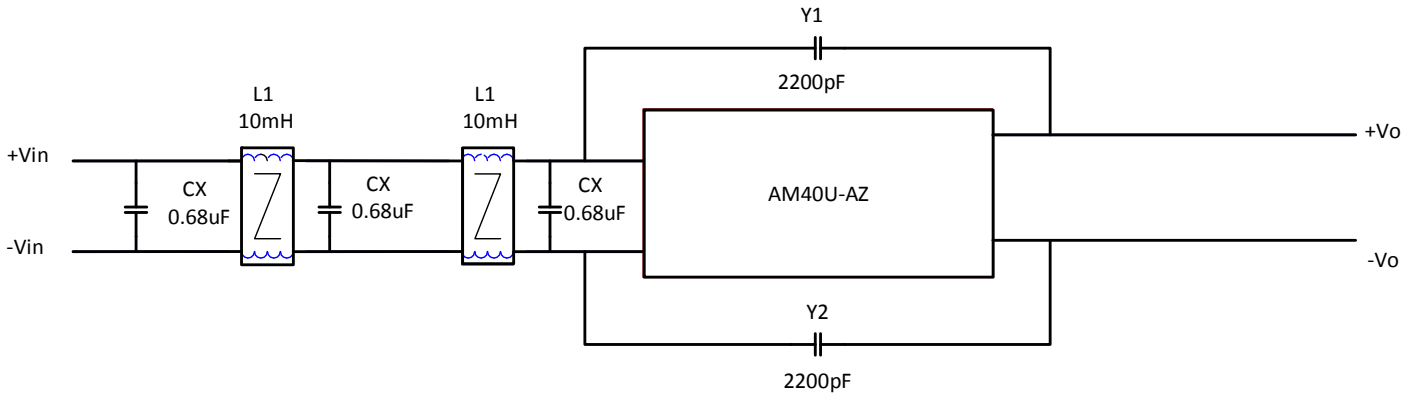 Y1
2200pF
L1
10mH
L1
10mH
+Vin
+Vo
CX
0.68uF
CX
0.68uF
CX
0.68uF
AM40U-AZ
-Vin
-Vo
Y2
2200pF